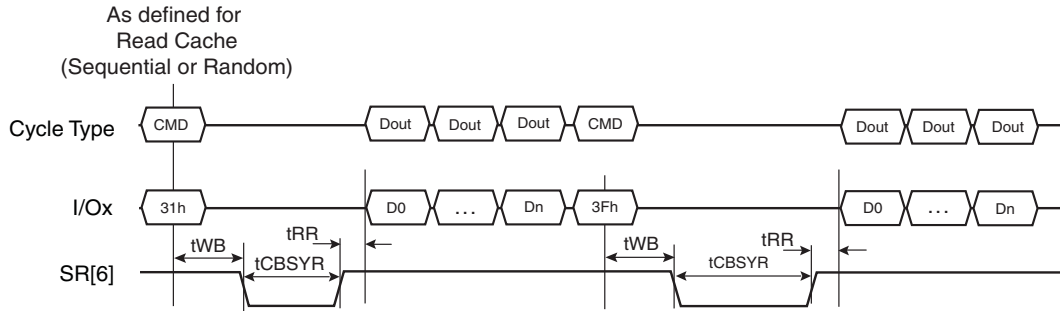 As defined for
Read Cache
(Sequential or Random)
Cycle Type CMD Dout Dout Dout CMD Dout Dout Dout
I/Ox 31h D0 ... Dn 3Fh D0 ... Dn
tWB tRR tWB tRR
SR[6] tCBSYR tCBSYR